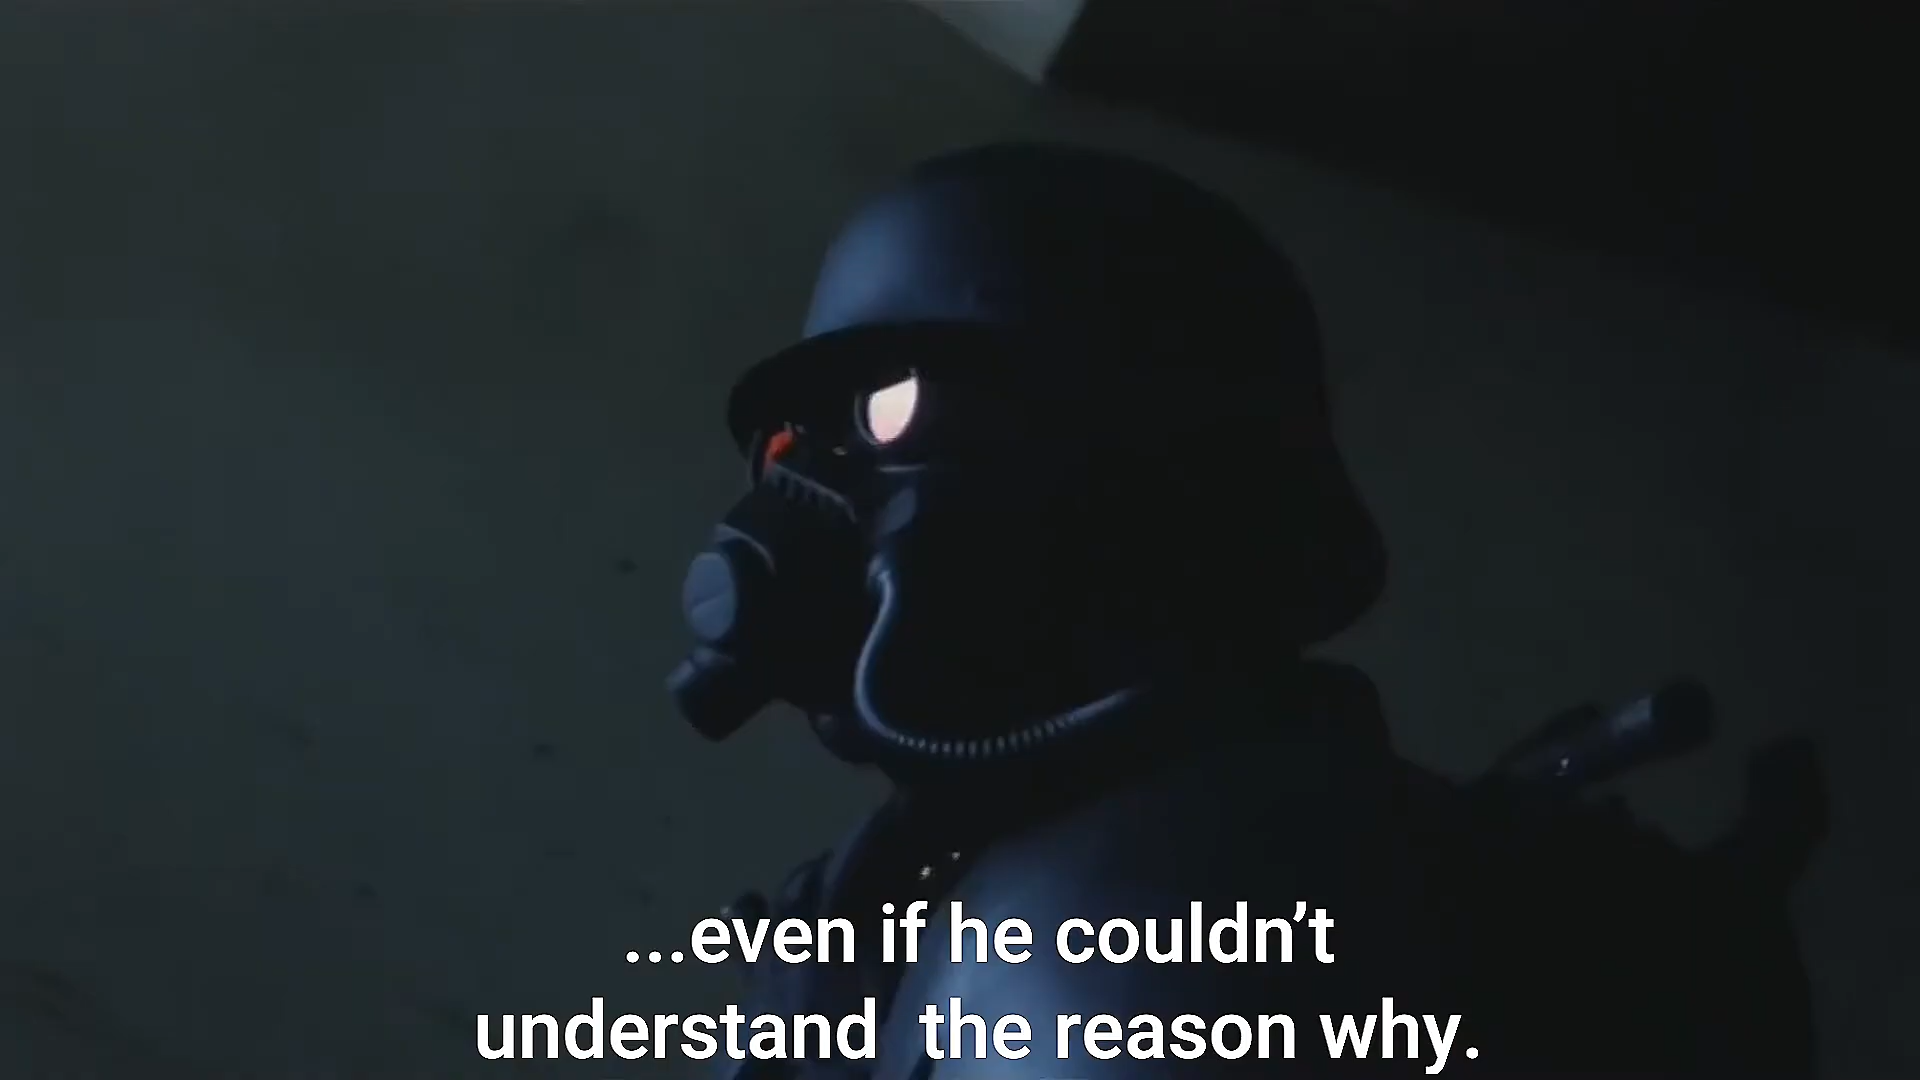 ...even if he couldn’t
understand  the reason why.